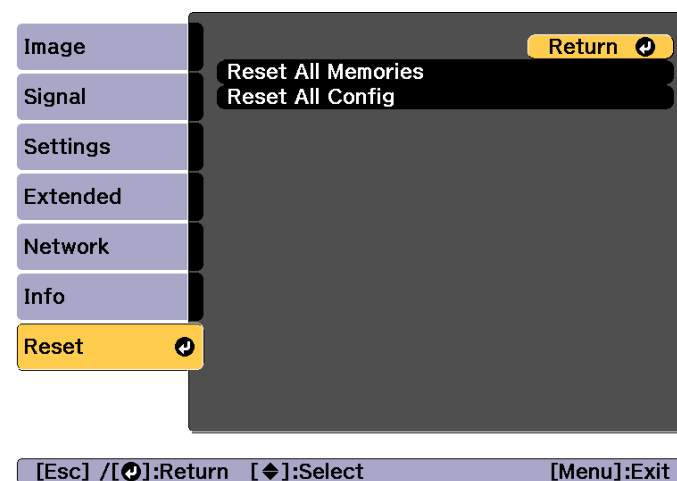 Image
Signal
Settings
Extended
Network
Info
Reset
Return
Reset All Memories
Reset All Config
[Esc] /[]:Return [◆]:Select [Menu]:Exit